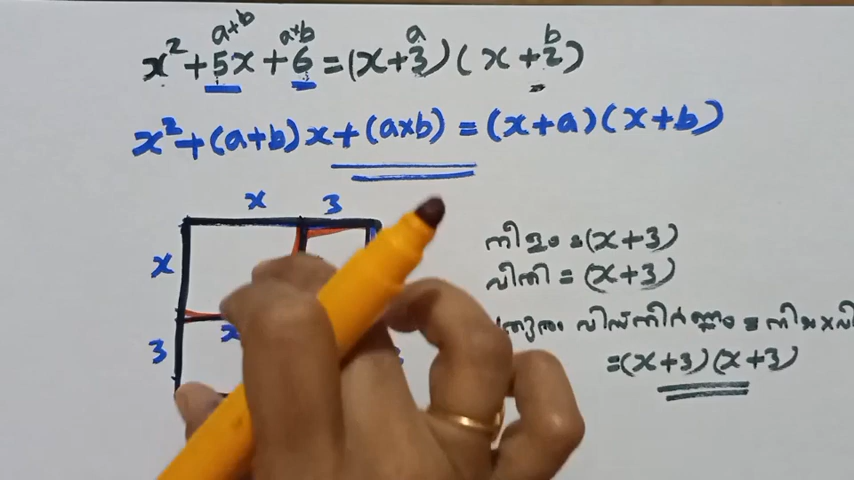 a+b a×b a b
x²+5x+6=(x+3)(x+2)
x²+(a+b)x+(a×b)=(x+a)(x+b)
x 3
x
3
x
നീളം=(x+3)
വീതി=(x+3)
=(x+3)(x+3)